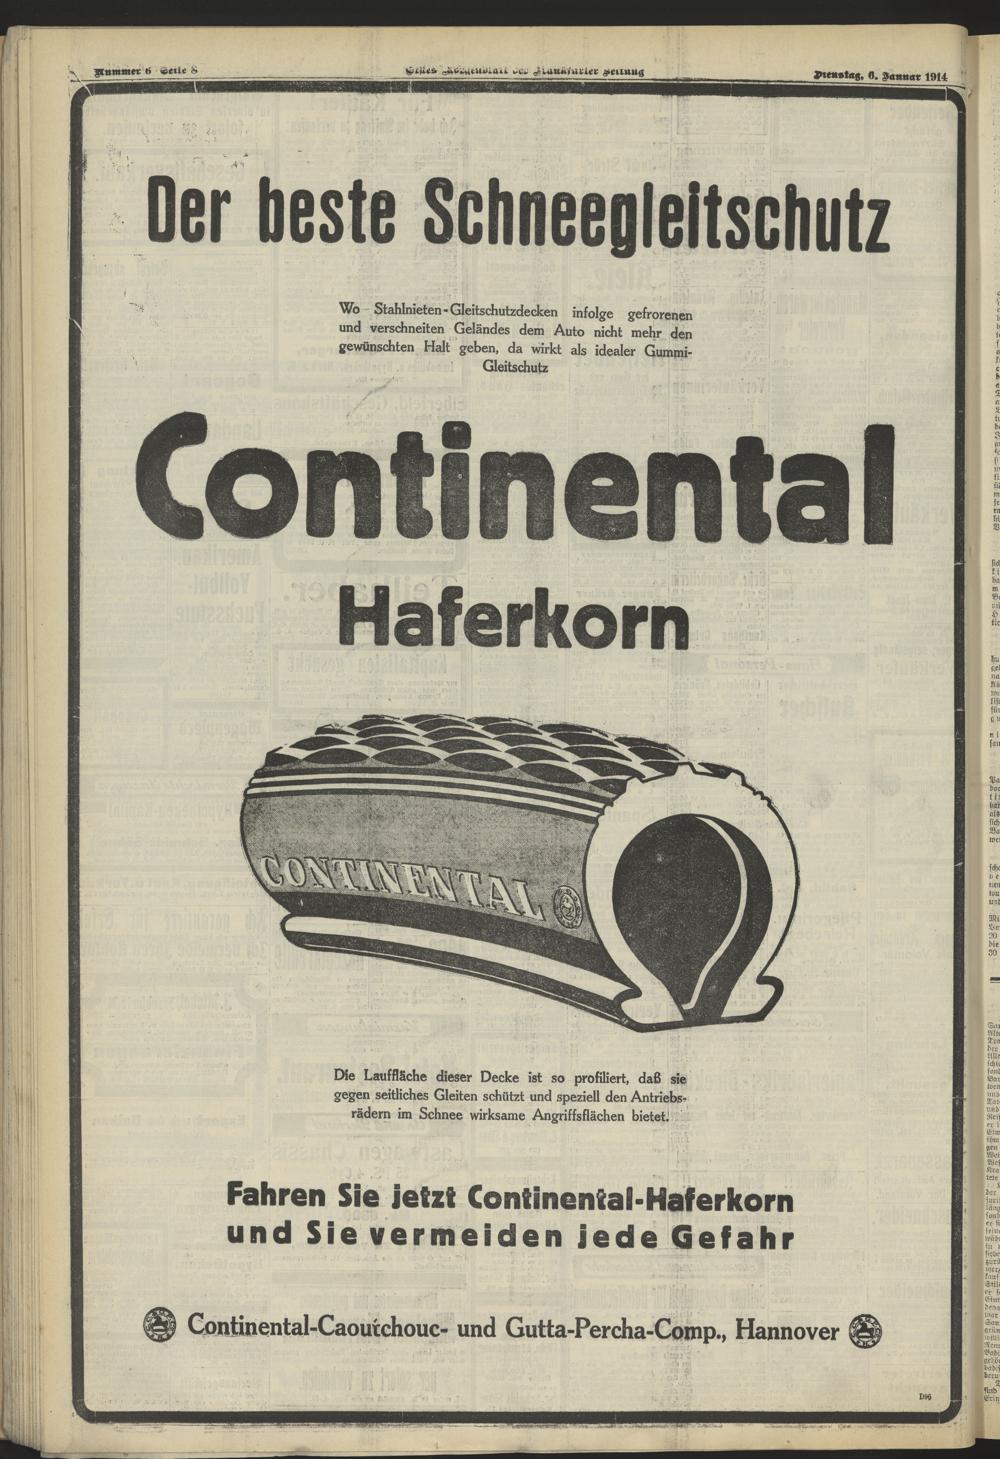 Nummer 6 Seite 8
Erstes Morgenblatt der Frankfurter Zeitung
Dienstag, 6. Januar 1914
Der beste Schneegleitschutz
Wo Stahlnieten-Gleitschutzdecken infolge gefrorenen
und verschneiten Geländes dem Auto nicht mehr den
gewünschten Halt geben, da wirkt als idealer Gummi-
Gleitschutz
Continental
Haferkorn
CONTINENTAL
Die Lauffläche dieser Decke ist so profiliert, daß sie
gegen seitliches Gleiten schützt und speziell den Antriebs-
rädern im Schnee wirksame Angriffsflächen bietet.
Fahren Sie jetzt Continental-Haferkorn
und Sie vermeiden jede Gefahr
Continental-Caoutchouc- und Gutta-Percha-Comp., Hannover
D96